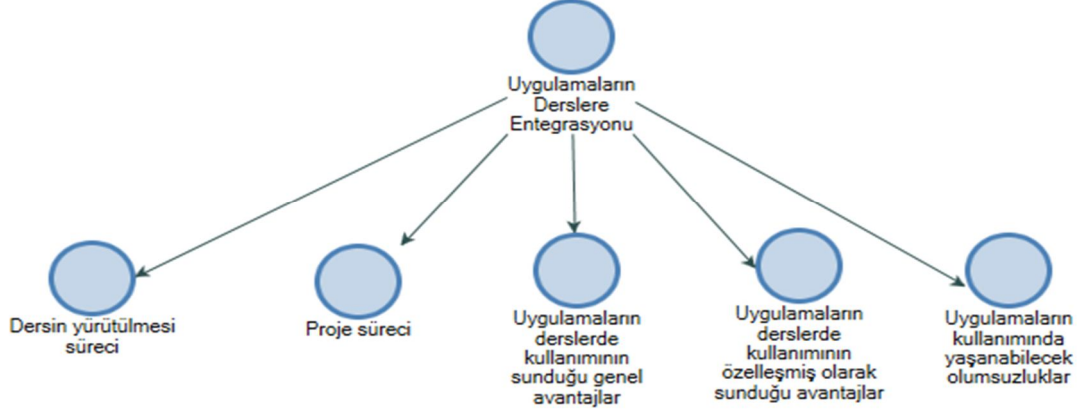 Uygulamaların
Derslere
Entegrasyonu
Dersin yürütülmesi
süreci
Proje süreci
Uygulamaların
derslerde
kullanımının
sunduğu genel
avantajlar
Uygulamaların
derslerde
kullanımının
özelleşmiş olarak
sunduğu avantajlar
Uygulamaların
kullanımında
yaşanabilecek
olumsuzluklar